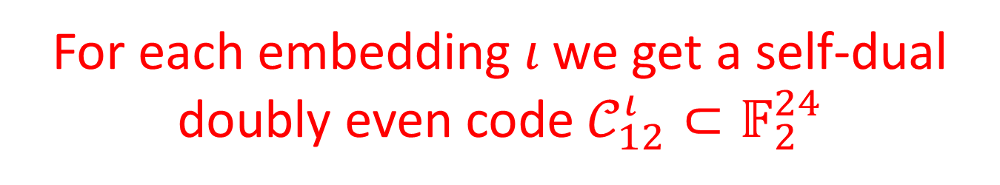 For each embedding 𝜄 we get a self-dual
doubly even code 𝒞₁₂^𝜄 ⊂ 𝔽₂²⁴